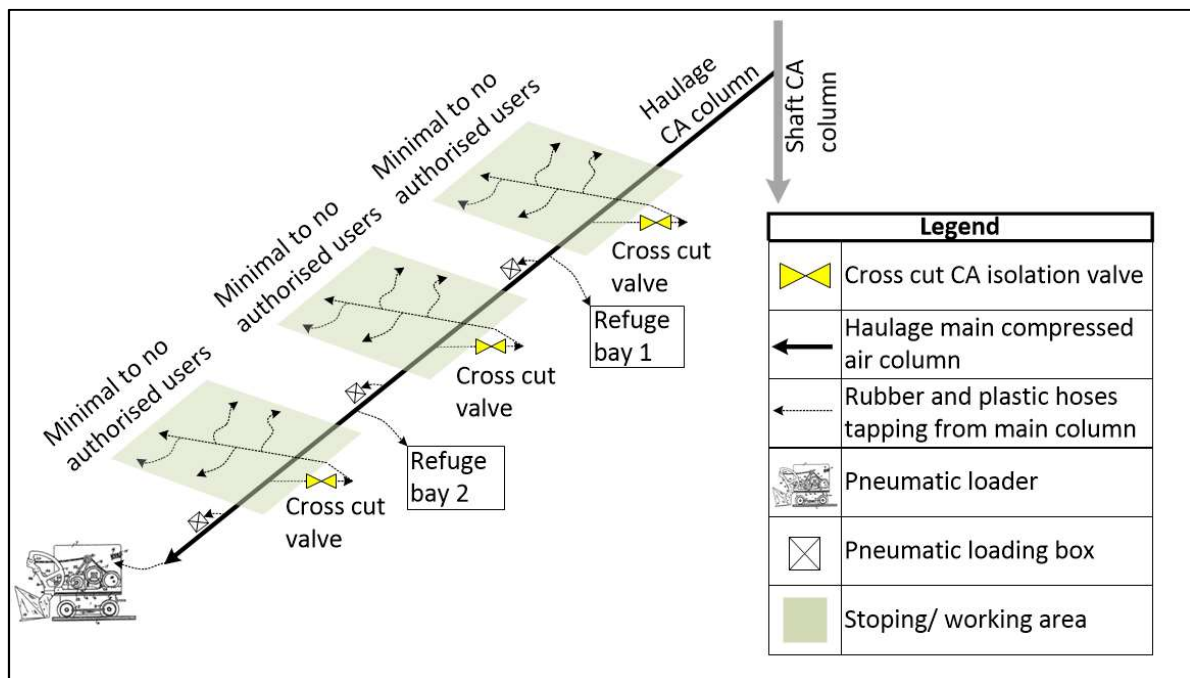 Shaft CA
column
Haulage
CA column
Minimal to no
authorised users
Minimal to no
authorised users
Minimal to no
authorised users
Cross cut
valve
Refuge
bay 1
Cross cut
valve
Refuge
bay 2
Cross cut
valve
Legend
Cross cut CA isolation valve
Haulage main compressed
air column
Rubber and plastic hoses
tapping from main column
Pneumatic loader
Pneumatic loading box
Stoping/ working area